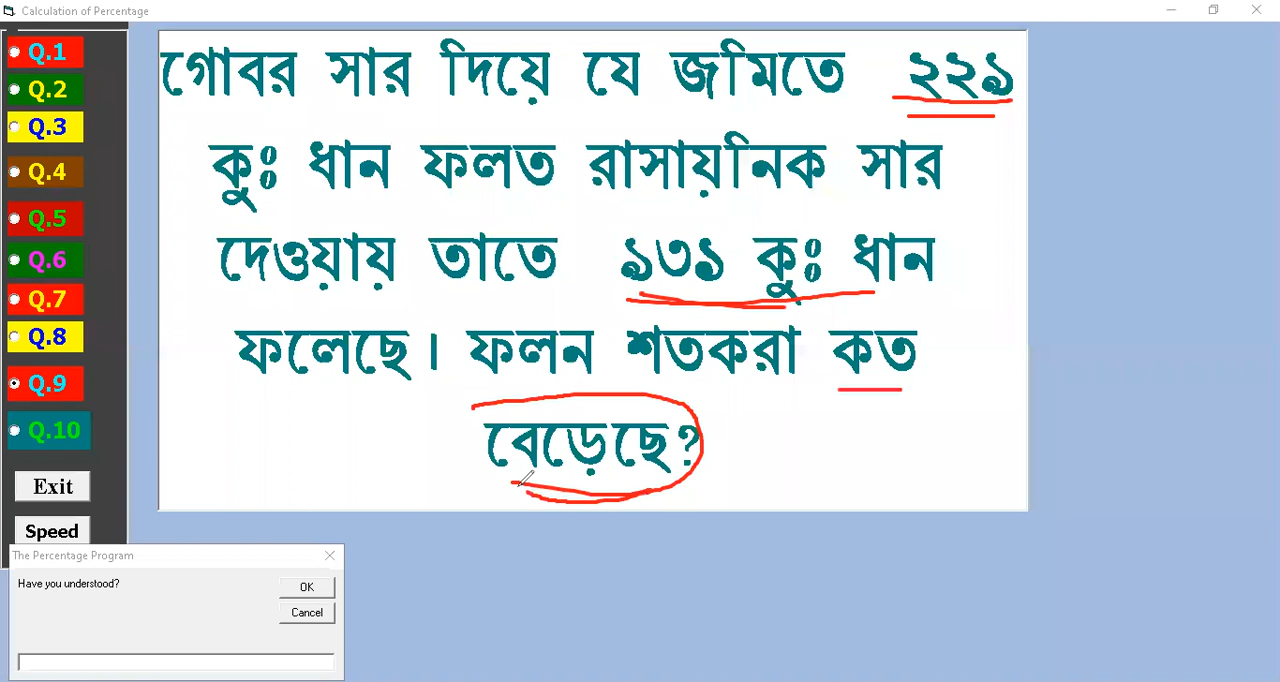 Calculation of Percentage
Q.1
Q.2
Q.3
Q.4
Q.5
Q.6
Q.7
Q.8
Q.9
Q.10
Exit
Speed
গোবর সার দিয়ে যে জমিতে ২২৯
কুঃ ধান ফলত রাসায়নিক সার
দেওয়ায় তাতে ৯৩১ কুঃ ধান
ফলেছে। ফলন শতকরা কত
বেড়েছে?
The Percentage Program
Have you understood?
OK
Cancel